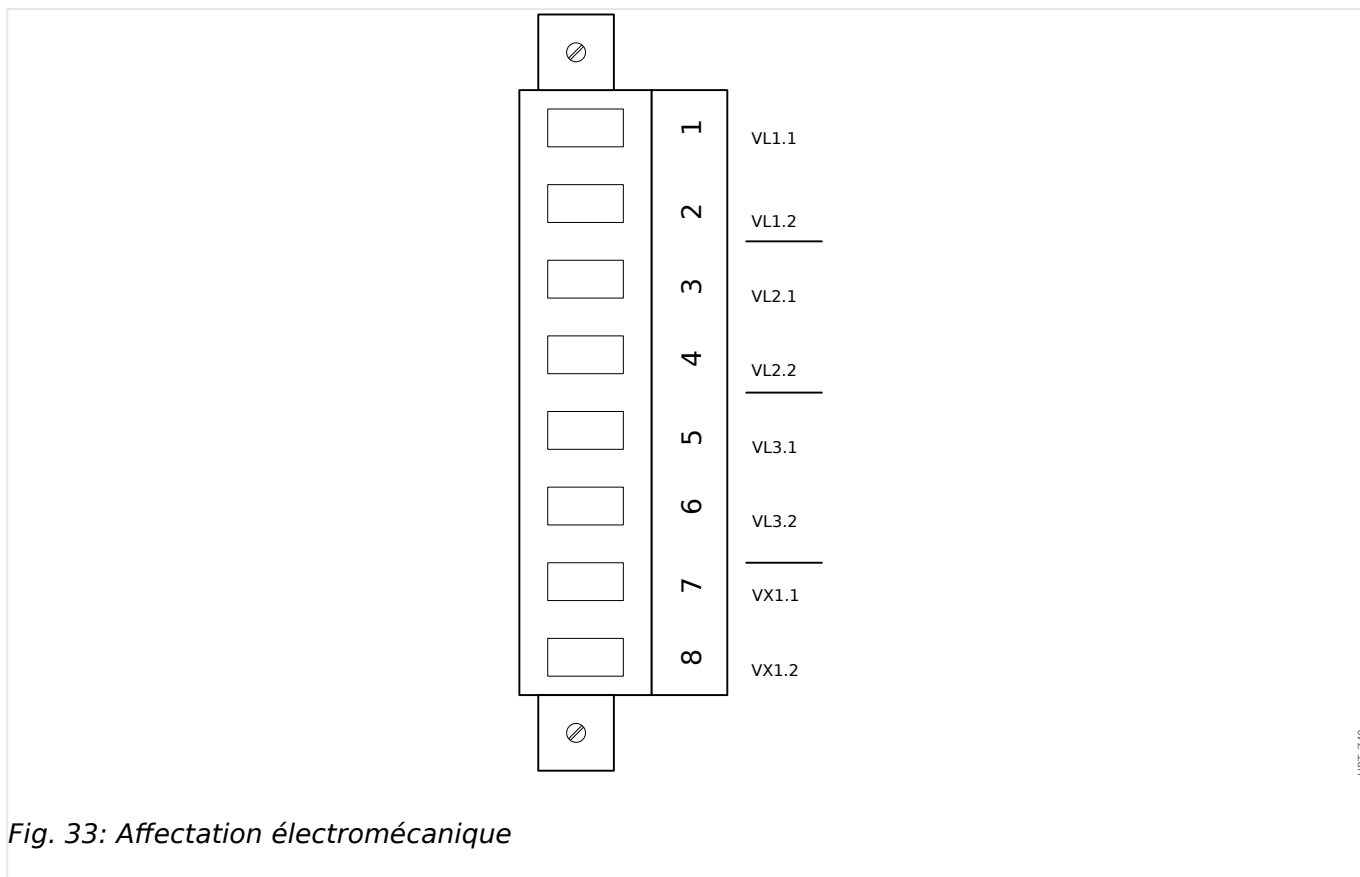 1
VL1.1
2
VL1.2
3
VL2.1
4
VL2.2
5
VL3.1
6
VL3.2
7
VX1.1
8
VX1.2
Fig. 33: Affectation électromécanique